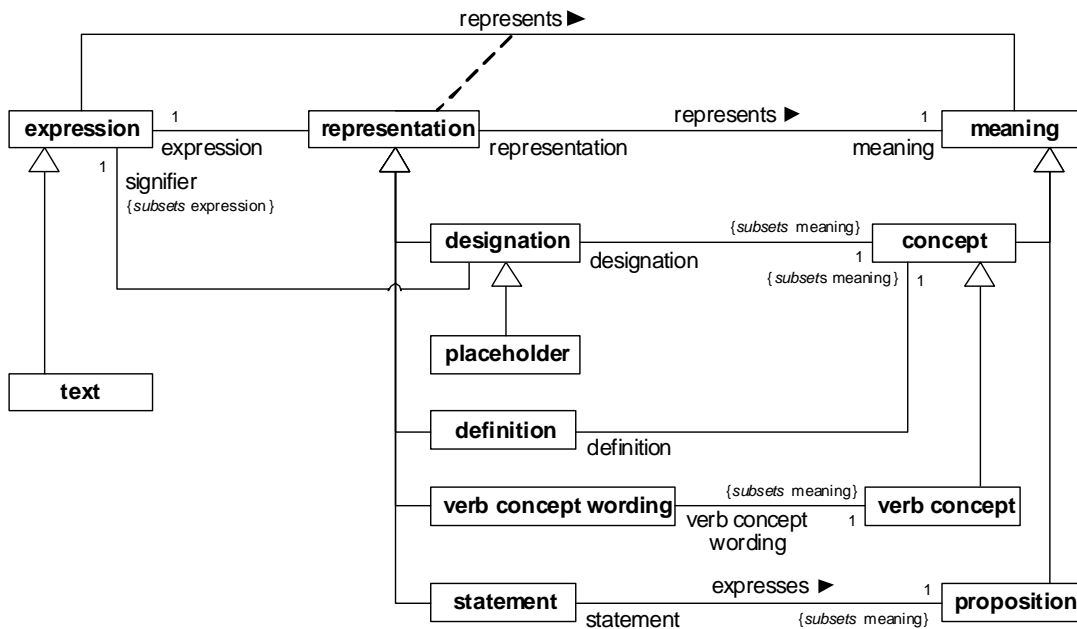 represents ►
expression
1
representation
represents ►
1
meaning
expression
representation
meaning
1
signifier
{subsets expression}
designation
{subsets meaning}
concept
designation
1
{subsets meaning}
1
placeholder
text
definition
definition
verb concept wording
{subsets meaning}
verb concept
verb concept
wording
1
statement
expresses ►
1
proposition
statement
{subsets meaning}